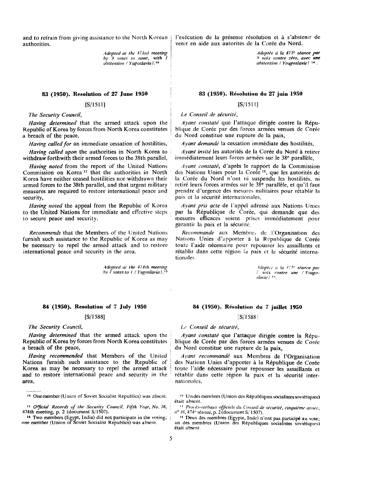 and to refrain from giving assistance to the North Korean
authorities.
Adopted at the 473rd meeting
by 9 votes to none, with 1
abstention (Yugoslavia).
83 (1950). Resolution of 27 June 1950
[S/1511]
The Security Council,
Having determined that the armed attack upon the
Republic of Korea by forces from North Korea constitutes
a breach of the peace,
Having called for an immediate cessation of hostilities,
Having called upon the authorities in North Korea to
withdraw forthwith their armed forces to the 38th parallel,
Having noted from the report of the United Nations
Commission on Korea that the authorities in North
Korea have neither ceased hostilities nor withdrawn their
armed forces to the 38th parallel, and that urgent military
measures are required to restore international peace and
security,
Having noted the appeal from the Republic of Korea
to the United Nations for immediate and effective steps
to secure peace and security,
Recommends that the Members of the United Nations
furnish such assistance to the Republic of Korea as may
be necessary to repel the armed attack and to restore
international peace and security in the area.
Adopted at the 474th meeting
by 7 votes to 1 (Yugoslavia).
84 (1950). Resolution of 7 July 1950
[S/1588]
The Security Council,
Having determined that the armed attack upon the
Republic of Korea by forces from North Korea constitutes
a breach of the peace,
Having recommended that Members of the United
Nations furnish such assistance to the Republic of
Korea as may be necessary to repel the armed attack
and to restore international peace and security in the
area,
One member (Union of Soviet Socialist Republics) was absent.
Official Records of the Security Council, Fifth Year, No. 16,
474th meeting, p. 2 (document S/1507).
Two members (Egypt, India) did not participate in the voting;
one member (Union of Soviet Socialist Republics) was absent.
l'exécution de la présente résolution et à s'abstenir de
venir en aide aux autorités de la Corée du Nord.
Adoptée à la 473e séance par
9 voix contre zéro, avec une
abstention (Yougoslavie).
83 (1950). Résolution du 27 juin 1950
[S/1511]
Le Conseil de sécurité,
Ayant constaté que l'attaque dirigée contre la Répu-
blique de Corée par des forces armées venues de Corée
du Nord constitue une rupture de la paix,
Ayant demandé la cessation immédiate des hostilités,
Ayant invité les autorités de la Corée du Nord à retirer
immédiatement leurs forces armées sur le 38e parallèle,
Ayant constaté, d'après le rapport de la Commission
des Nations Unies pour la Corée, que les autorités de
la Corée du Nord n'ont ni suspendu les hostilités, ni
retiré leurs forces armées sur le 38e parallèle, et qu'il faut
prendre d'urgence des mesures militaires pour rétablir la
paix et la sécurité internationales,
Ayant pris acte de l'appel adressé aux Nations Unies
par la République de Corée, qui demande que des
mesures efficaces soient prises immédiatement pour
garantir la paix et la sécurité,
Recommande aux Membres de l'Organisation des
Nations Unies d'apporter à la République de Corée
toute l'aide nécessaire pour repousser les assaillants et
rétablir dans cette région la paix et la sécurité interna-
tionales.
Adoptée à la 474e séance par
7 voix contre une (Yougo-
slavie).
84 (1950). Résolution du 7 juillet 1950
[S/1588]
Le Conseil de sécurité,
Ayant constaté que l'attaque dirigée contre la Répu-
blique de Corée par des forces armées venues de Corée
du Nord constitue une rupture de la paix,
Ayant recommandé aux Membres de l'Organisation
des Nations Unies d'apporter à la République de Corée
toute l'aide nécessaire pour repousser les assaillants et
rétablir dans cette région la paix et la sécurité inter-
nationales,
Un des membres (Union des Républiques socialistes soviétiques)
était absent.
Procès-verbaux officiels du Conseil de sécurité, cinquième année,
n° 16, 474e séance, p. 2 (document S/1507).
Deux des membres (Egypte, Inde) n'ont pas participé au vote;
un des membres (Union des Républiques socialistes soviétiques)
était absent.
5